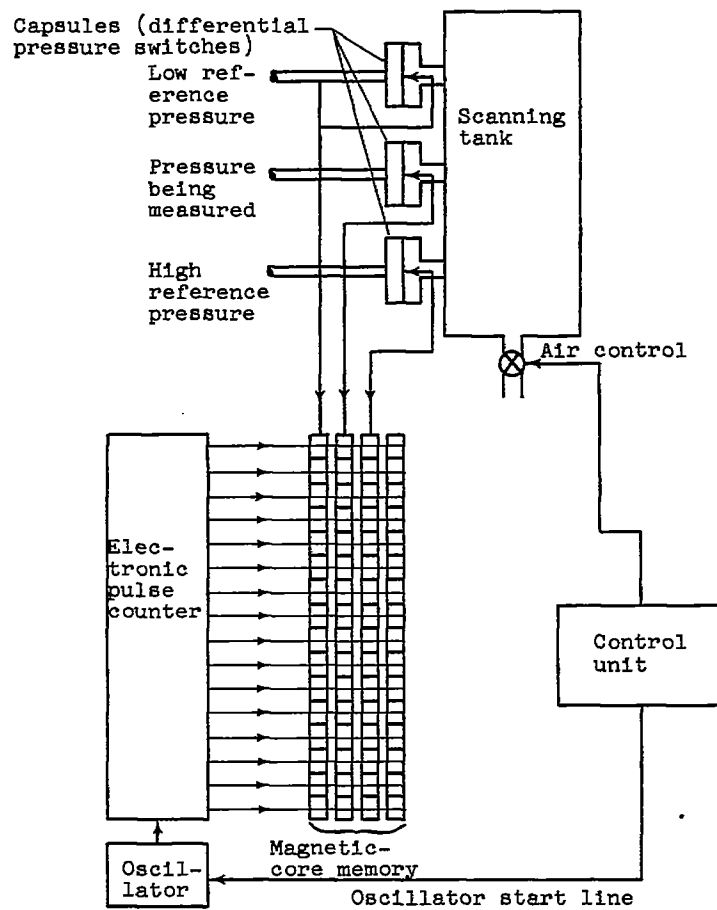 Capsules (differential
pressure switches)
Low ref-
erence
pressure
Scanning
tank
Pressure
being
measured
High
reference
pressure
Air control
Elec-
tronic
pulse
counter
Control
unit
Magnetic-
core memory
Oscil-
lator
Oscillator start line